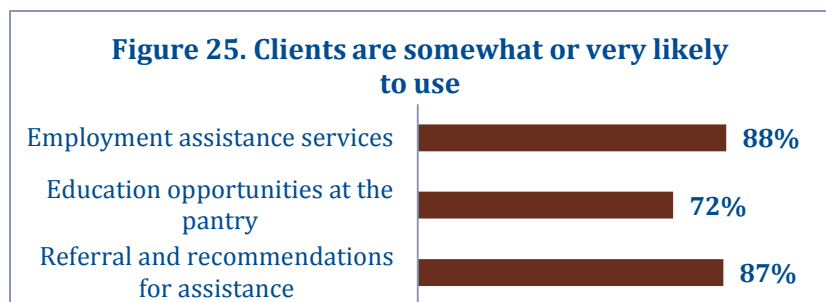 Figure 25. Clients are somewhat or very likely
to use
Employment assistance services
88%
Education opportunities at the
pantry
72%
Referral and recommendations
for assistance
87%